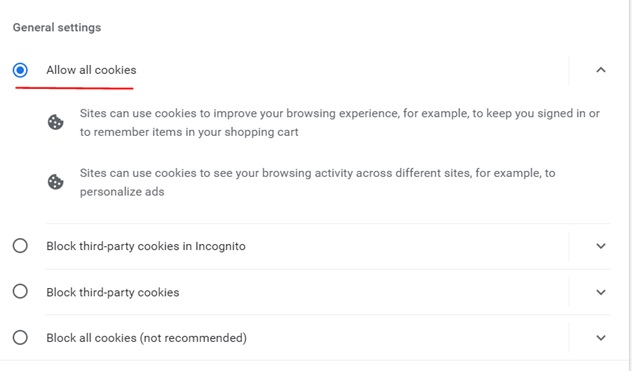 General settings
Allow all cookies
Sites can use cookies to improve your browsing experience, for example, to keep you signed in or
to remember items in your shopping cart
Sites can use cookies to see your browsing activity across different sites, for example, to
personalize ads
Block third-party cookies in Incognito
Block third-party cookies
Block all cookies (not recommended)